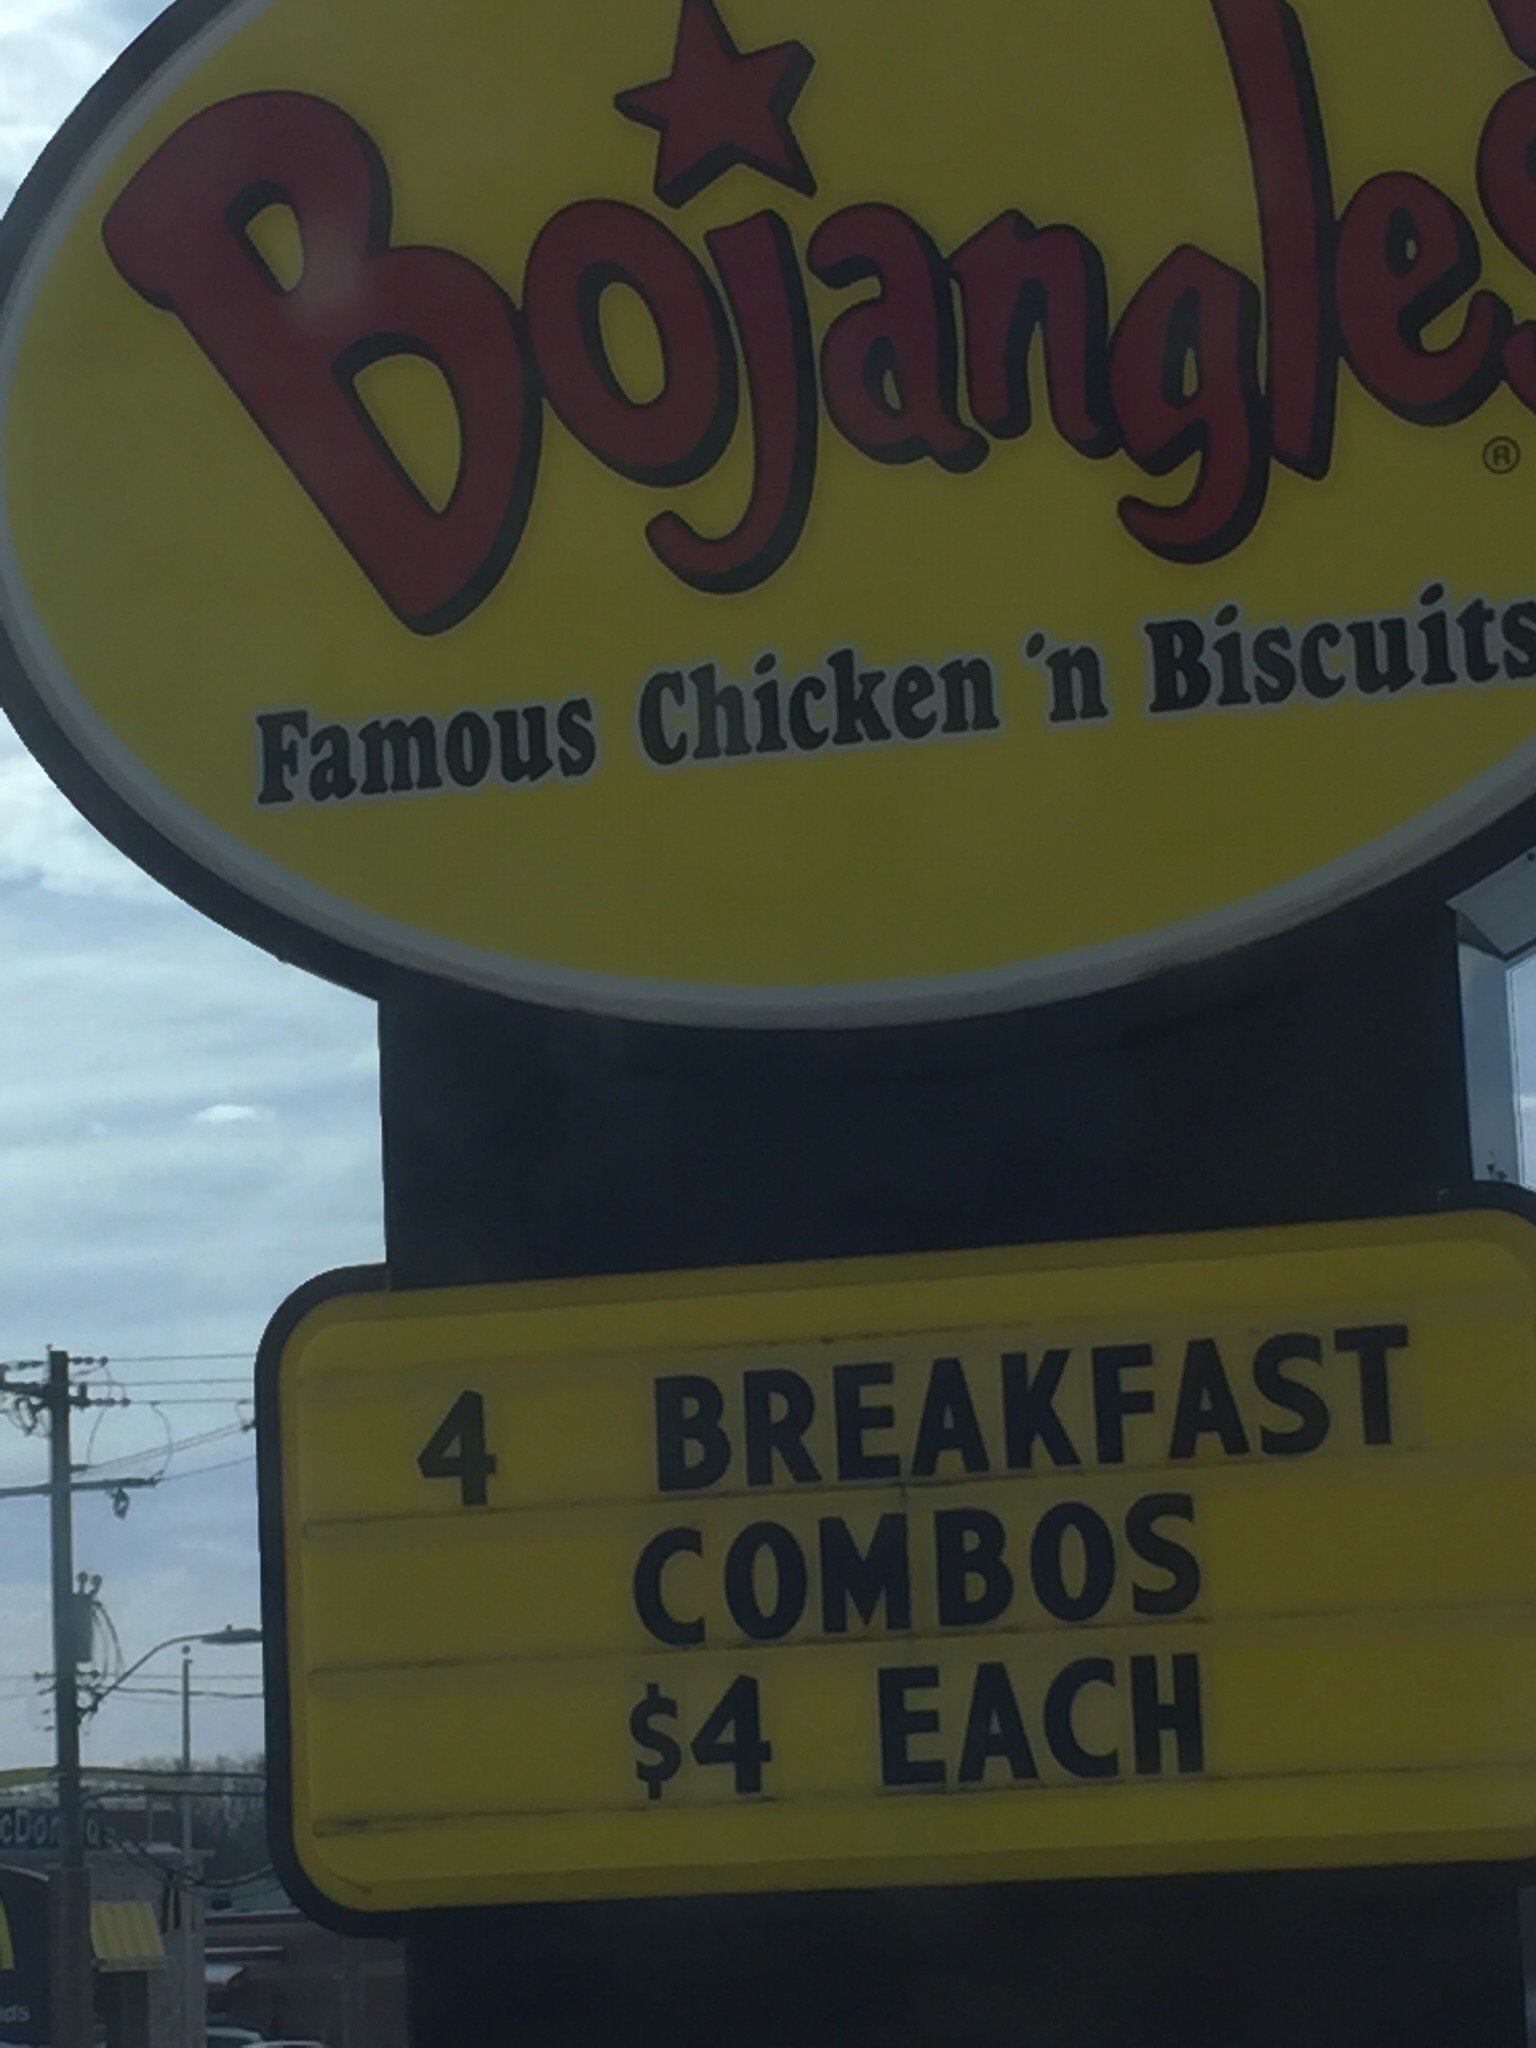 Bojangles
®
Famous Chicken 'n Biscuits
4 BREAKFAST
COMBOS
$4 EACH